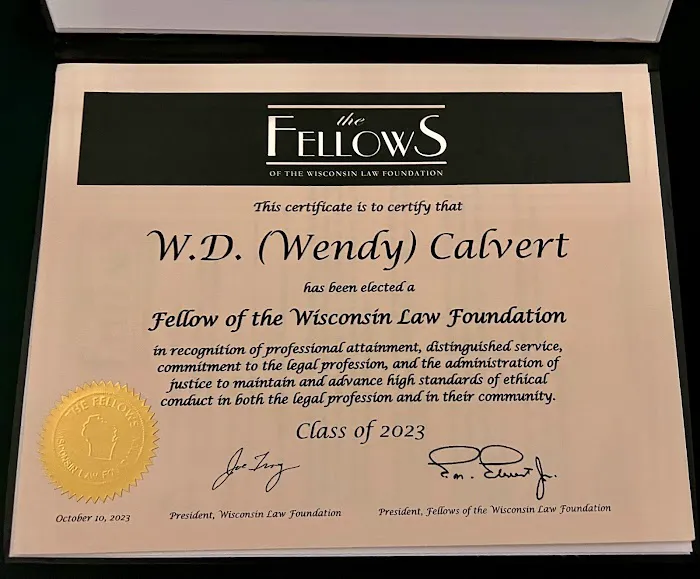 the
FELLOWS
OF THE WISCONSIN LAW FOUNDATION
This certificate is to certify that
W.D. (Wendy) Calvert
has been elected a
Fellow of the Wisconsin Law Foundation
in recognition of professional attainment, distinguished service,
commitment to the legal profession, and the administration of
justice to maintain and advance high standards of ethical
conduct in both the legal profession and in their community.
Class of 2023
THE FELLOWS
WISCONSIN LAW
October 10, 2023
President, Wisconsin Law Foundation
President, Fellows of the Wisconsin Law Foundation